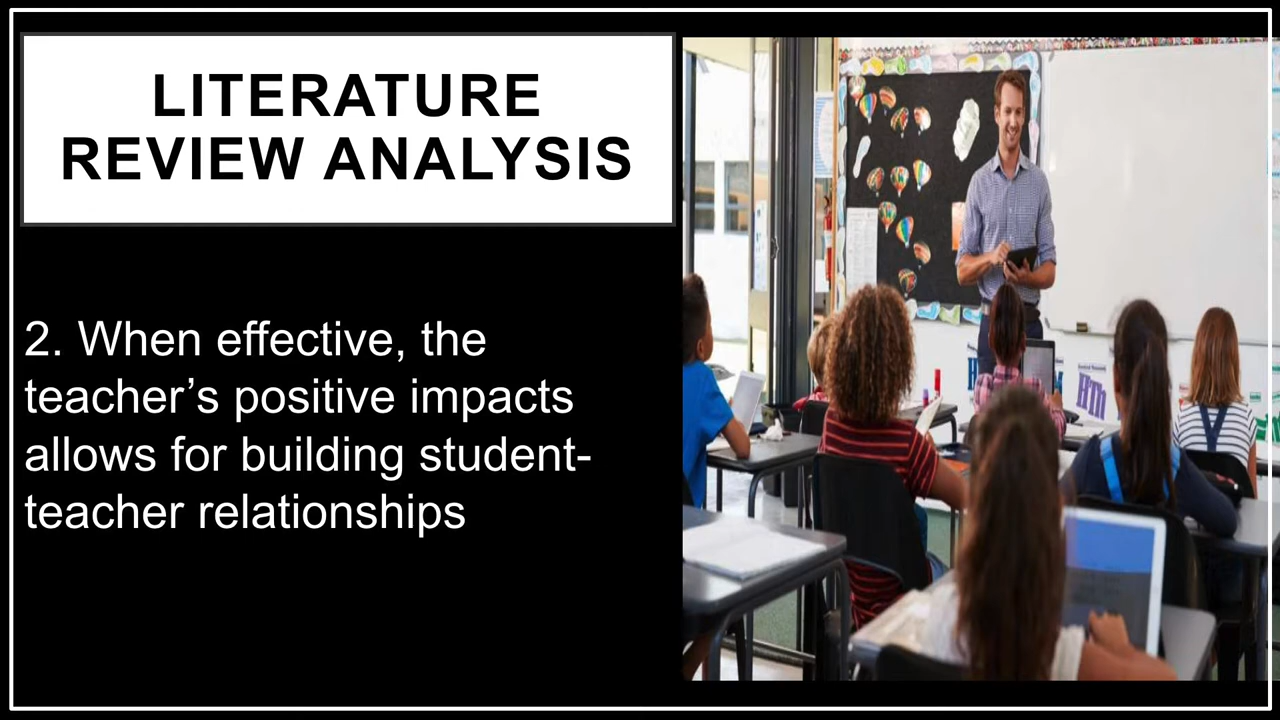 LITERATURE
REVIEW ANALYSIS
2. When effective, the
teacher’s positive impacts
allows for building student-
teacher relationships